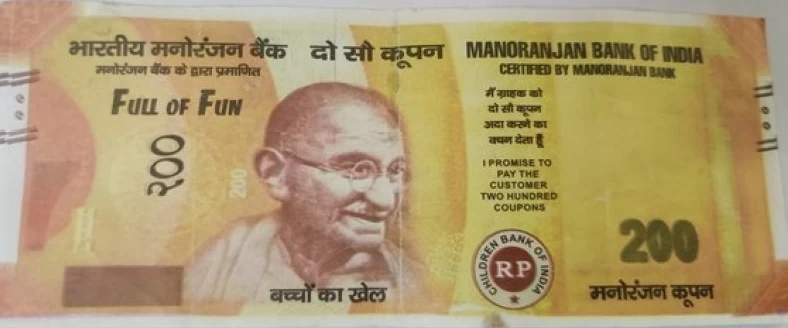 भारतीय मनोरंजन बैंक दो सौ कूपन MANORANJAN BANK OF INDIA
मनोरंजन बैंक के द्वारा प्रमाणित CERTIFIED BY MANORANJAN BANK
FULL OF FUN
२००
200
मैं ग्राहक को
दो सौ कूपन
अदा करने का
वचन देता हूँ
I PROMISE TO
PAY THE
CUSTOMER
TWO HUNDRED
COUPONS
CHILDREN BANK OF INDIA
RP
200
बच्चों का खेल
मनोरंजन कूपन